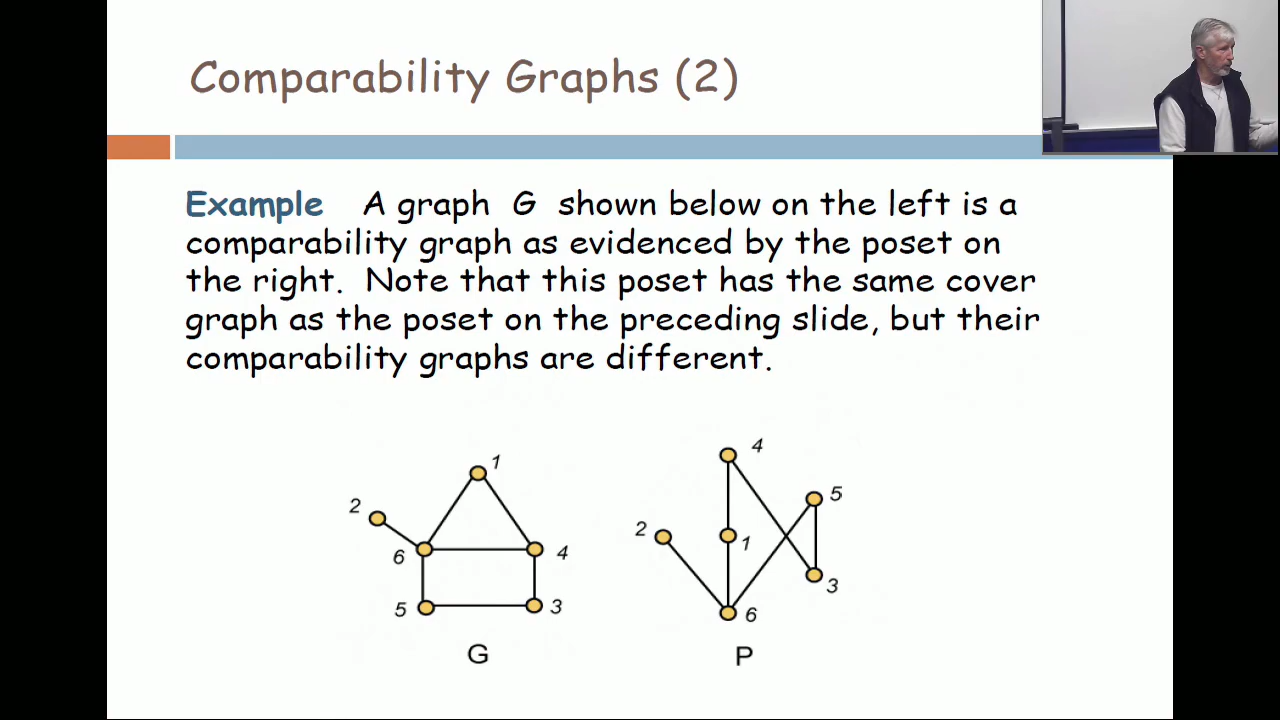 Comparability Graphs (2)
Example A graph G shown below on the left is a
comparability graph as evidenced by the poset on
the right. Note that this poset has the same cover
graph as the poset on the preceding slide, but their
comparability graphs are different.
1
2
6
4
5
3
G
4
5
2
1
3
6
P